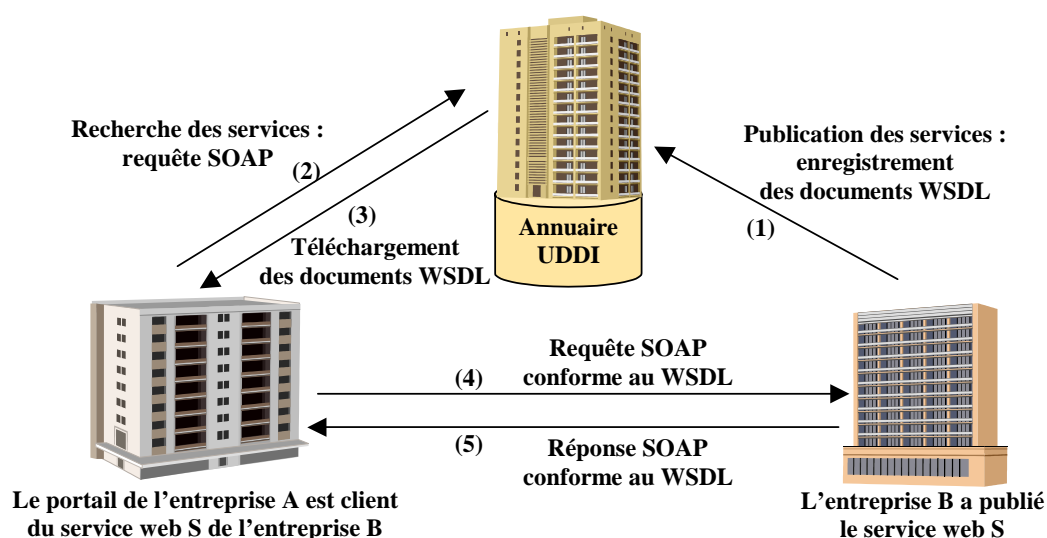 Recherche des services :
requête SOAP
(2)
(3)
Téléchargement
des documents WSDL
Annuaire
UDDI
Publication des services :
enregistrement
des documents WSDL
(1)
Requête SOAP
(4)
conforme au WSDL
(5)
Réponse SOAP
conforme au WSDL
Le portail de l’entreprise A est client
du service web S de l’entreprise B
L’entreprise B a publié
le service web S